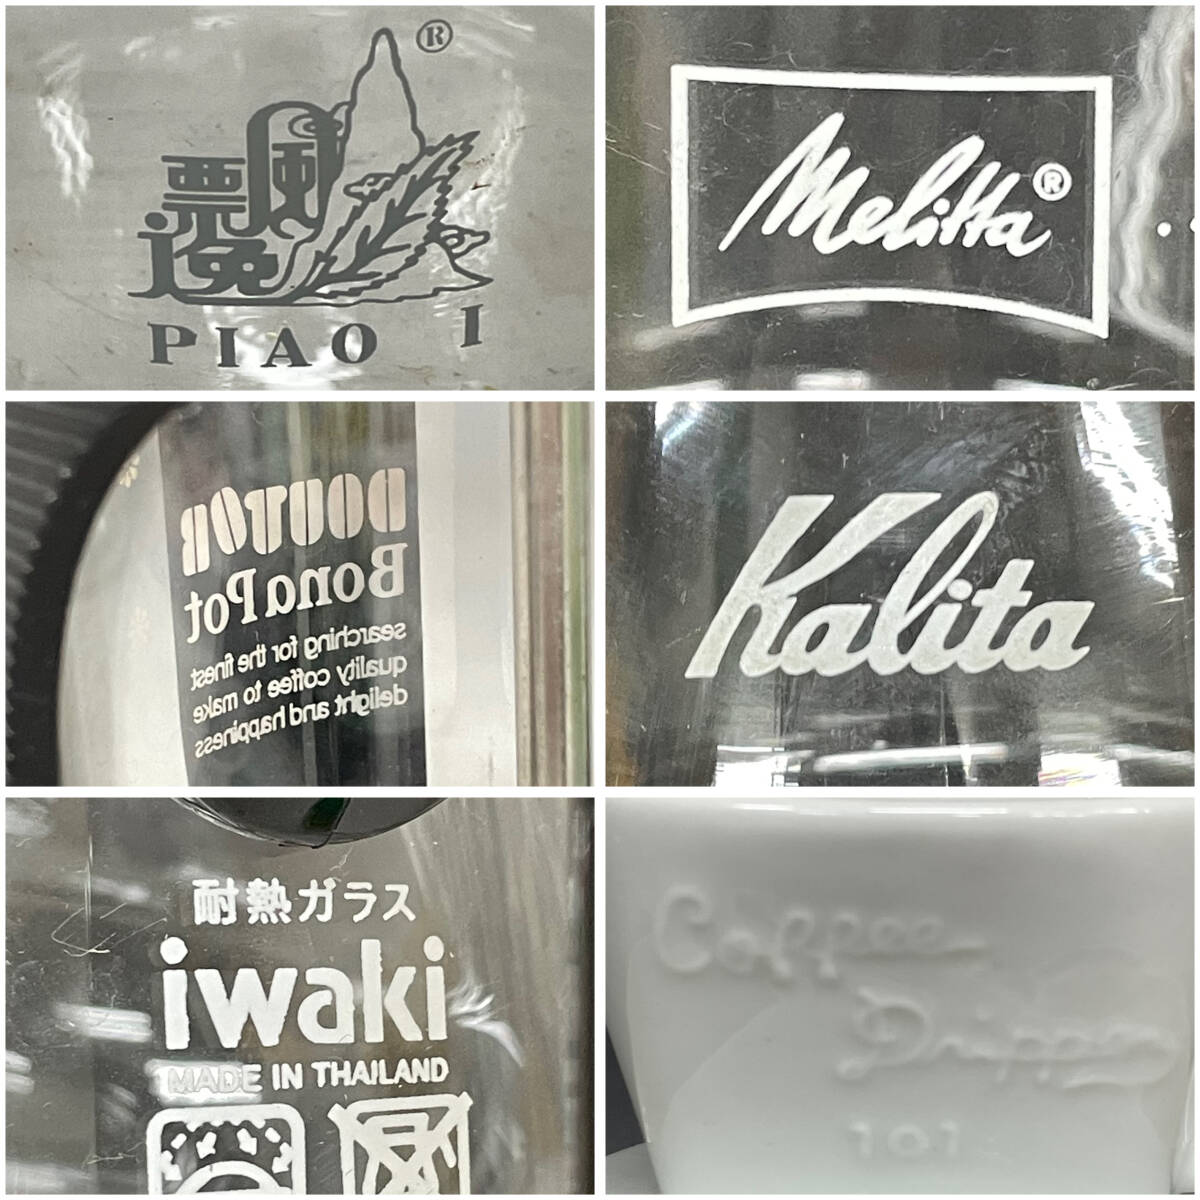 飄逸
®
PIAO I
Melitta®
DOUTOR
Bona Pot
searching for the finest
quality coffee to make
delight and happiness
Kalita
耐熱ガラス
iwaki
MADE IN THAILAND
Coffee
Dripper
101